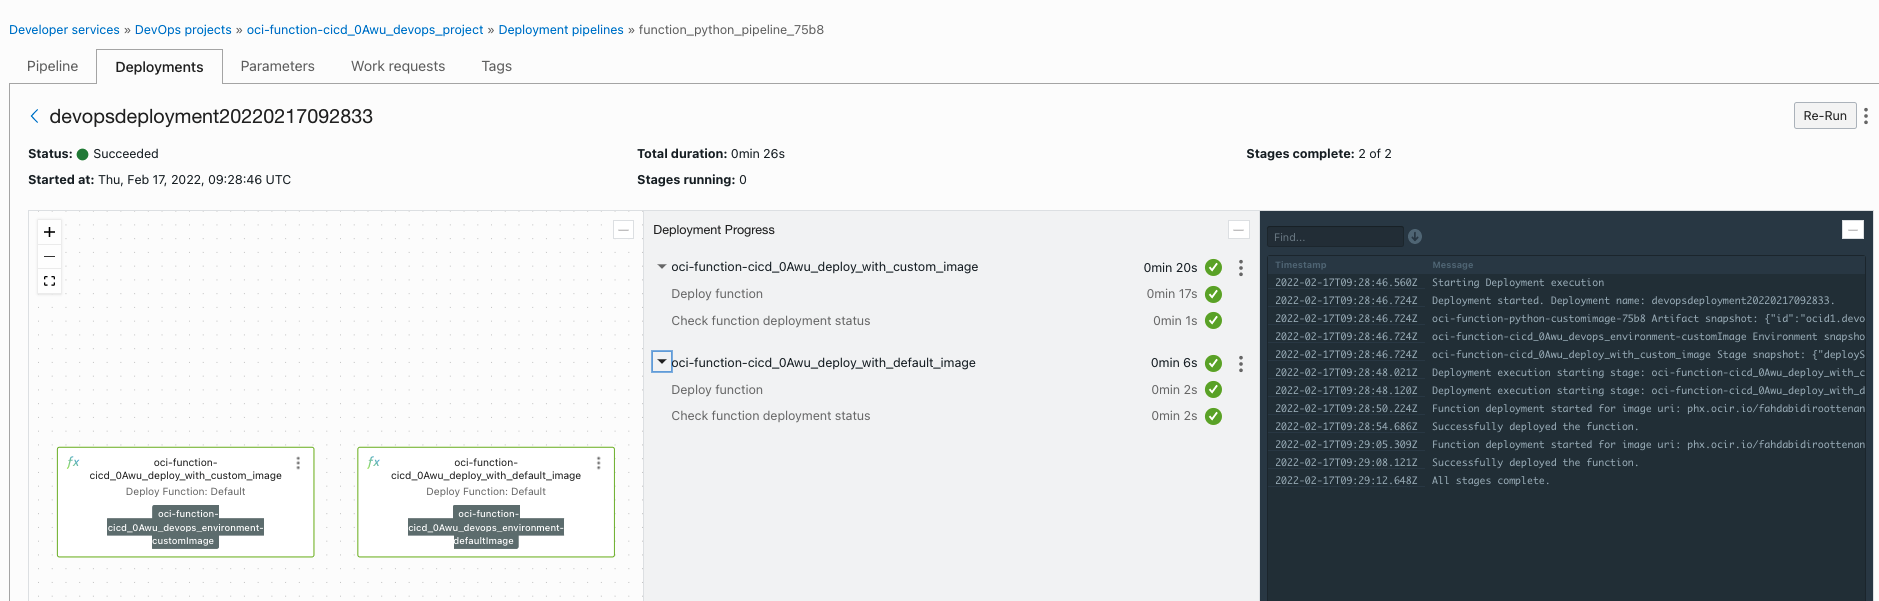 Developer services » DevOps projects » oci-function-cicd_0Awu_devops_project » Deployment pipelines » function_python_pipeline_75b8
Pipeline Deployments Parameters Work requests Tags
devopsdeployment20220217092833
Re-Run
Status: Succeeded
Total duration: 0min 26s
Stages complete: 2 of 2
Started at: Thu, Feb 17, 2022, 09:28:46 UTC
Stages running: 0
oci-function-
cicd_0Awu_deploy_with_custom_image
Deploy Function: Default
oci-function-
cicd_0Awu_devops_environment-
customImage
oci-function-
cicd_0Awu_deploy_with_default_image
Deploy Function: Default
oci-function-
cicd_0Awu_devops_environment-
defaultImage
Deployment Progress
oci-function-cicd_0Awu_deploy_with_custom_image 0min 20s
Deploy function 0min 17s
Check function deployment status 0min 1s
oci-function-cicd_0Awu_deploy_with_default_image 0min 6s
Deploy function 0min 2s
Check function deployment status 0min 2s
Find...
Timestamp Message
2022-02-17T09:28:46.560Z Starting Deployment execution
2022-02-17T09:28:46.724Z Deployment started. Deployment name: devopsdeployment20220217092833.
2022-02-17T09:28:46.724Z oci-function-python-customimage-75b8 Artifact snapshot: {"id":"ocid1.devo
2022-02-17T09:28:46.724Z oci-function-cicd_0Awu_devops_environment-customImage Environment snapsho
2022-02-17T09:28:46.724Z oci-function-cicd_0Awu_deploy_with_custom_image Stage snapshot: {"deployS
2022-02-17T09:28:48.021Z Deployment execution starting stage: oci-function-cicd_0Awu_deploy_with_c
2022-02-17T09:28:48.120Z Deployment execution starting stage: oci-function-cicd_0Awu_deploy_with_d
2022-02-17T09:28:50.224Z Function deployment started for image uri: phx.ocir.io/fahdabidiroottenan
2022-02-17T09:28:54.686Z Successfully deployed the function.
2022-02-17T09:29:05.309Z Function deployment started for image uri: phx.ocir.io/fahdabidiroottenan
2022-02-17T09:29:08.121Z Successfully deployed the function.
2022-02-17T09:29:12.648Z All stages complete.